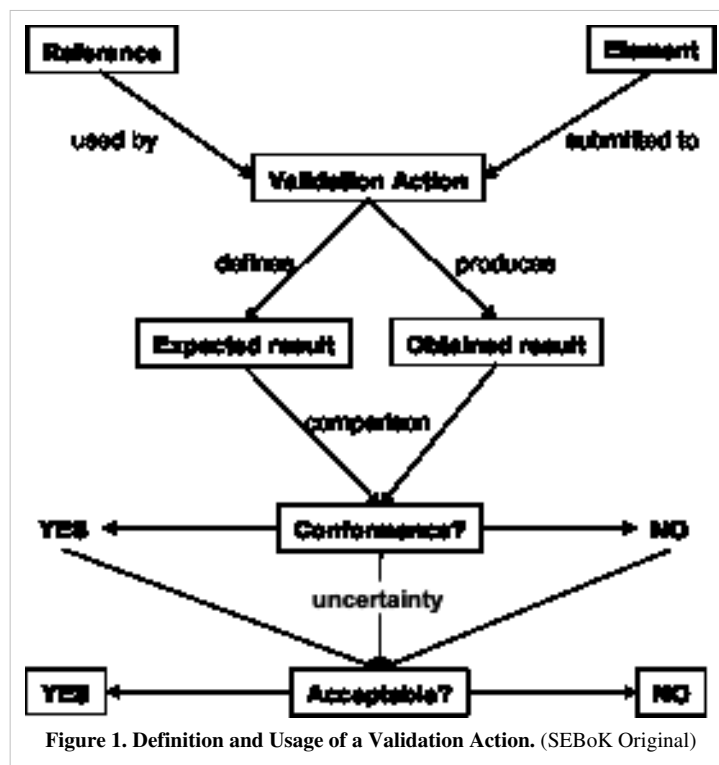 Reference Element
used by submitted to
Validation Action
defines produces
Expected result Obtained result
comparison
YES Conformance? NO
uncertainty
YES Acceptable? NO
Figure 1. Definition and Usage of a Validation Action. (SEBoK Original)